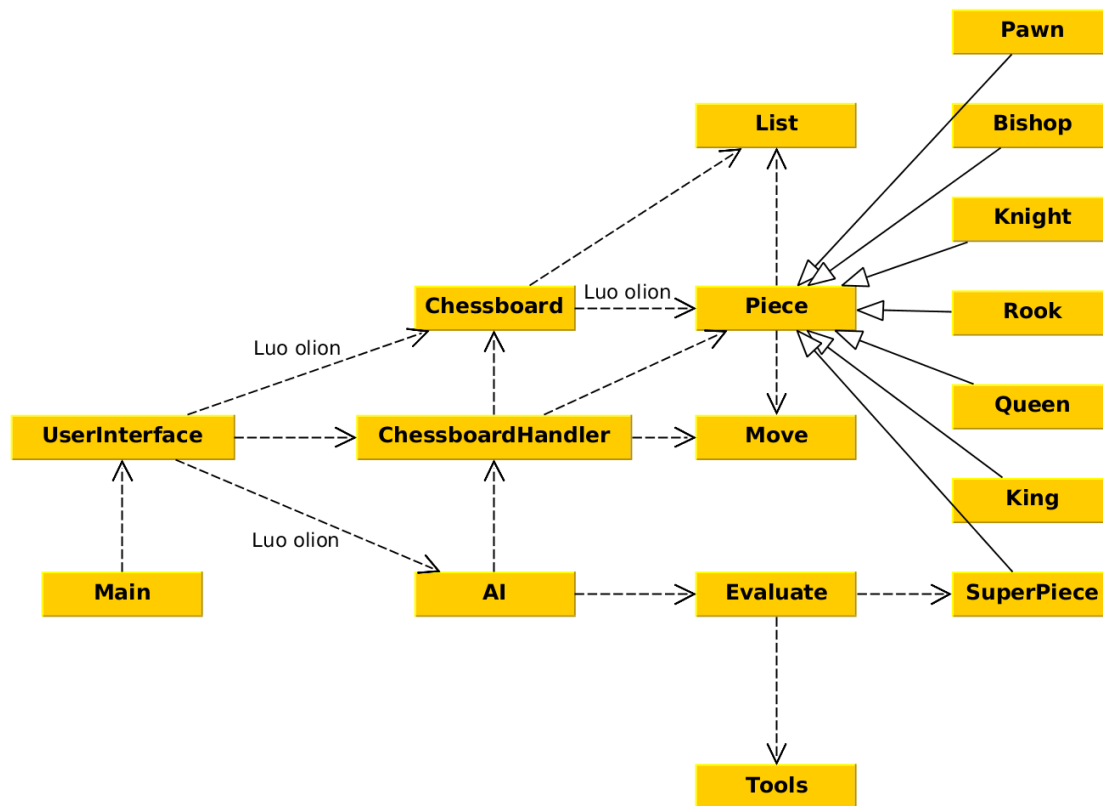 Pawn
List
Bishop
Knight
Chessboard
Luo olion
Piece
Rook
Luo olion
Queen
UserInterface
ChessboardHandler
Move
King
Luo olion
Main
AI
Evaluate
SuperPiece
Tools